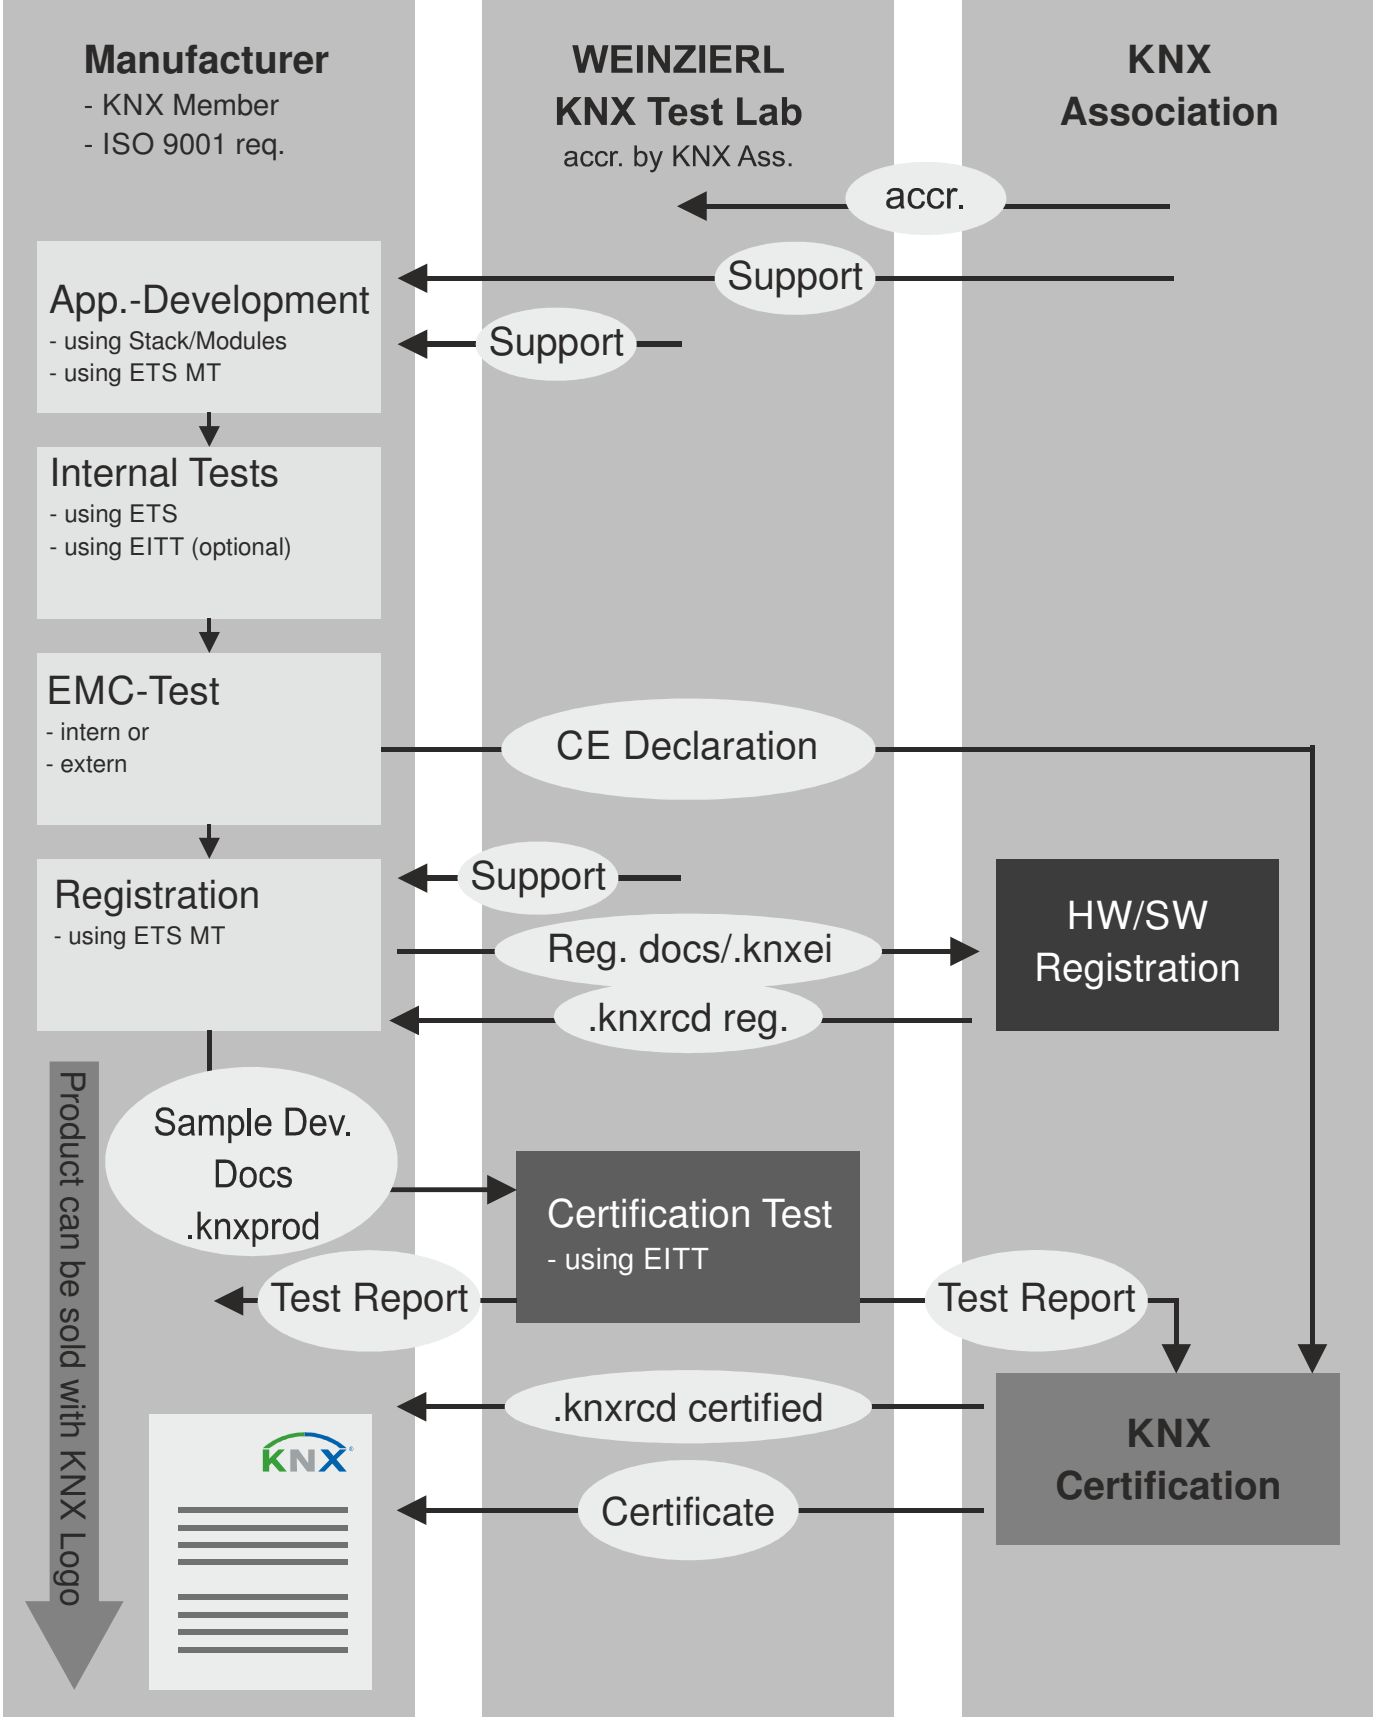 Manufacturer
- KNX Member
- ISO 9001 req.
WEINZIERL
KNX Test Lab
accr. by KNX Ass.
KNX
Association
accr.
Support
App.-Development
- using Stack/Modules
- using ETS MT
Support
Internal Tests
- using ETS
- using EITT (optional)
EMC-Test
- intern or
- extern
CE Declaration
Registration
- using ETS MT
Support
Reg. docs/.knxei
.knxrcd reg.
HW/SW
Registration
Product can be sold with KNX Logo
Sample Dev.
Docs
.knxprod
Certification Test
- using EITT
Test Report
Test Report
.knxrcd certified
Certificate
KNX
Certification
KNX®